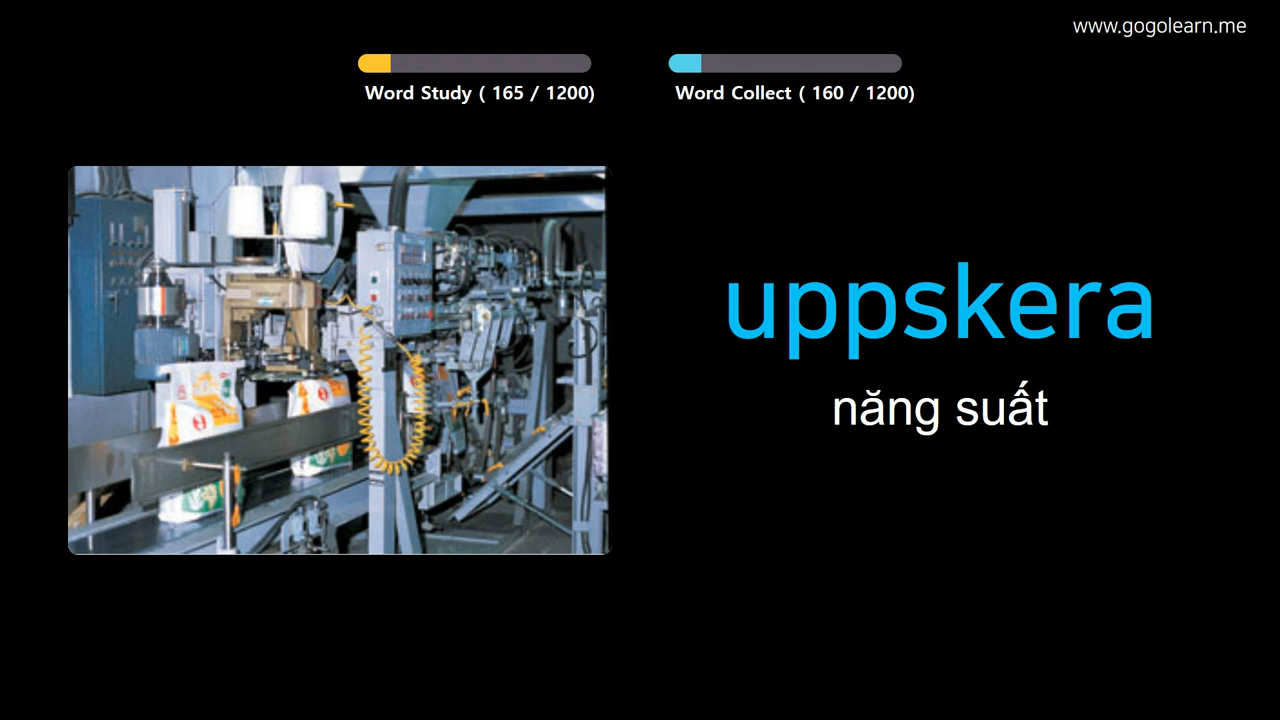 www.gogolearn.me
Word Study ( 165 / 1200)
Word Collect ( 160 / 1200)
uppskera
năng suất